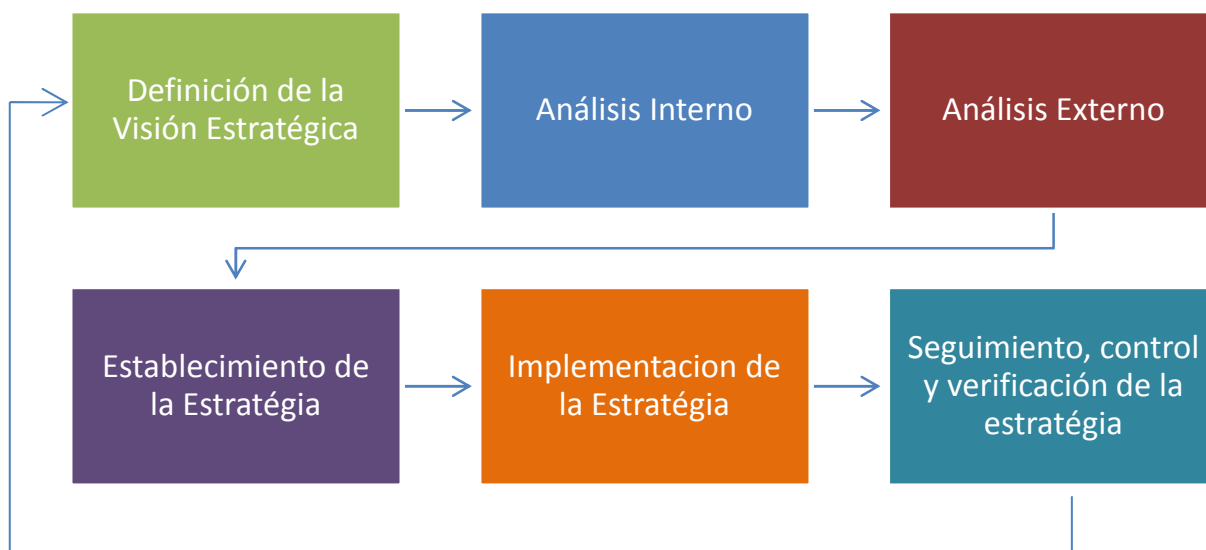 Definición de la
Visión Estratégica
Análisis Interno
Análisis Externo
Establecimiento de
la Estratégia
Implementacion de
la Estratégia
Seguimiento, control
y verificación de la
estratégia